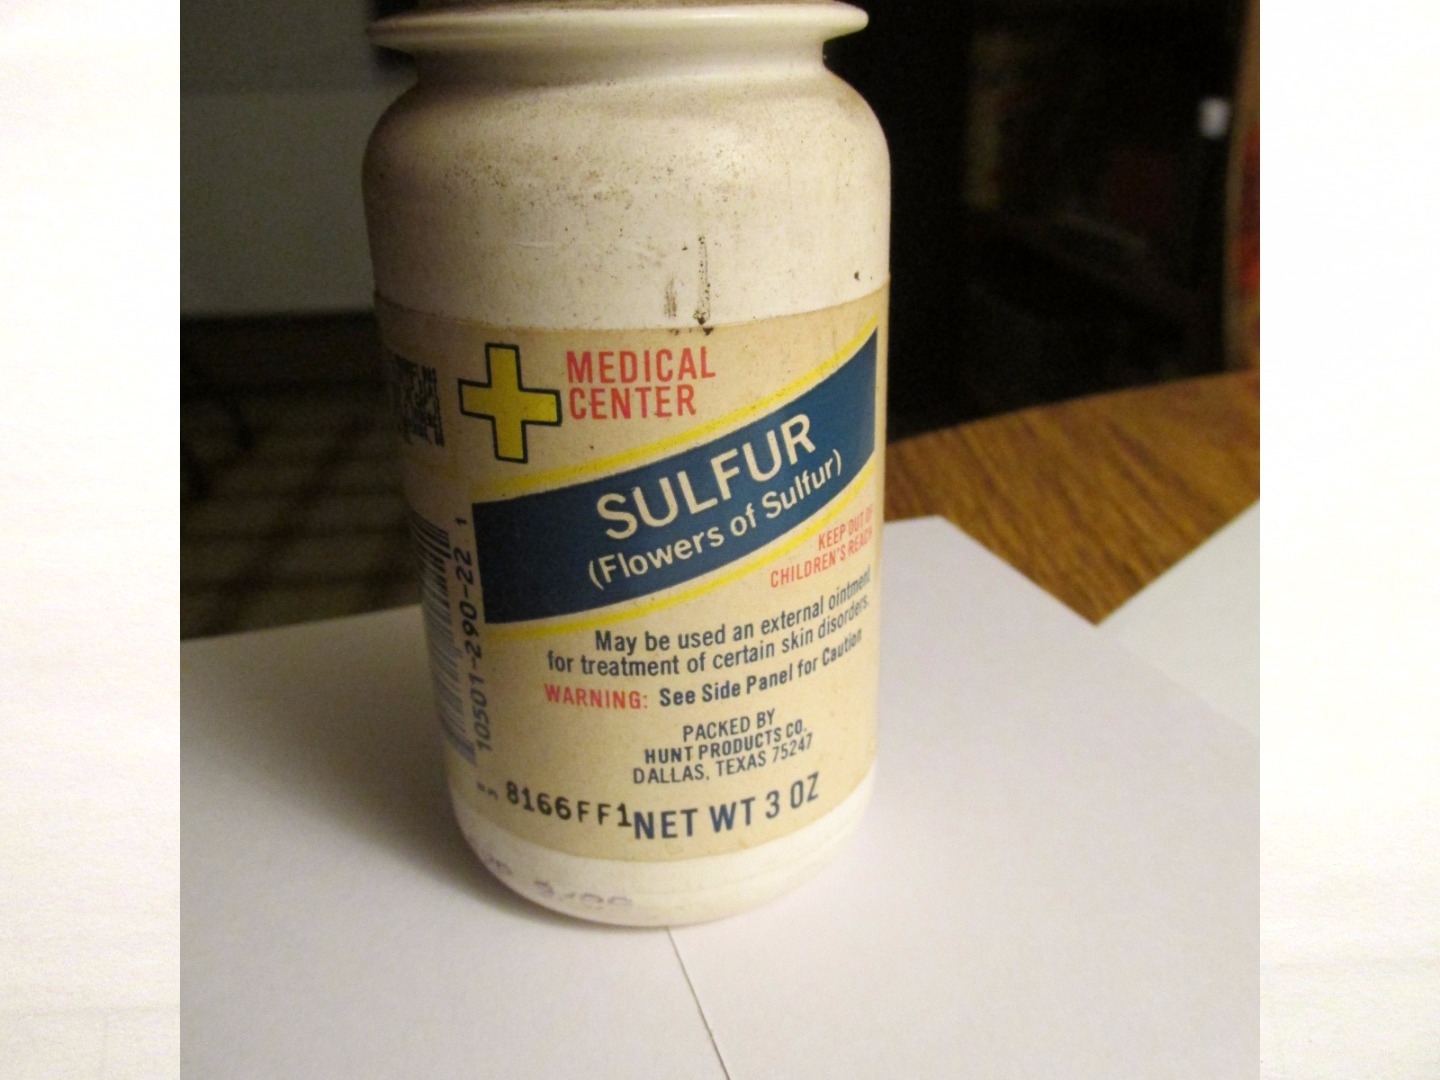 MEDICAL
CENTER
SULFUR
(Flowers of Sulfur)
KEEP OUT OF
CHILDREN'S REACH
May be used an external ointment
for treatment of certain skin disorders.
WARNING: See Side Panel for Caution
PACKED BY
HUNT PRODUCTS CO.
DALLAS, TEXAS 75247
8166FF1
NET WT 3 OZ
10501-290-22 1